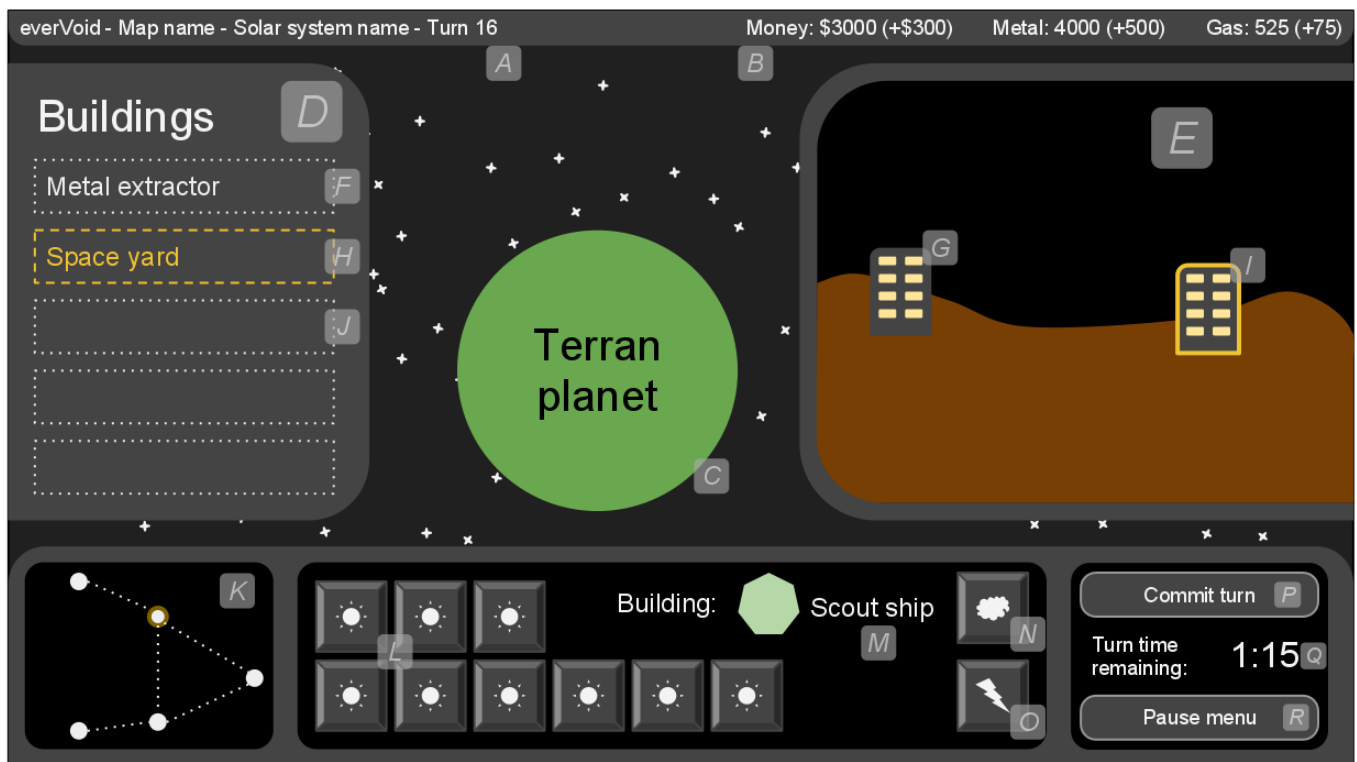 everVoid - Map name - Solar system name - Turn 16
Money: $3000 (+$300)
Metal: 4000 (+500)
Gas: 525 (+75)
A
B
Buildings
D
E
Metal extractor
F
Space yard
H
G
I
J
Terran
planet
C
K
L
Building:
Scout ship
M
N
O
Commit turn
P
Turn time
remaining:
1:15
Q
Pause menu
R